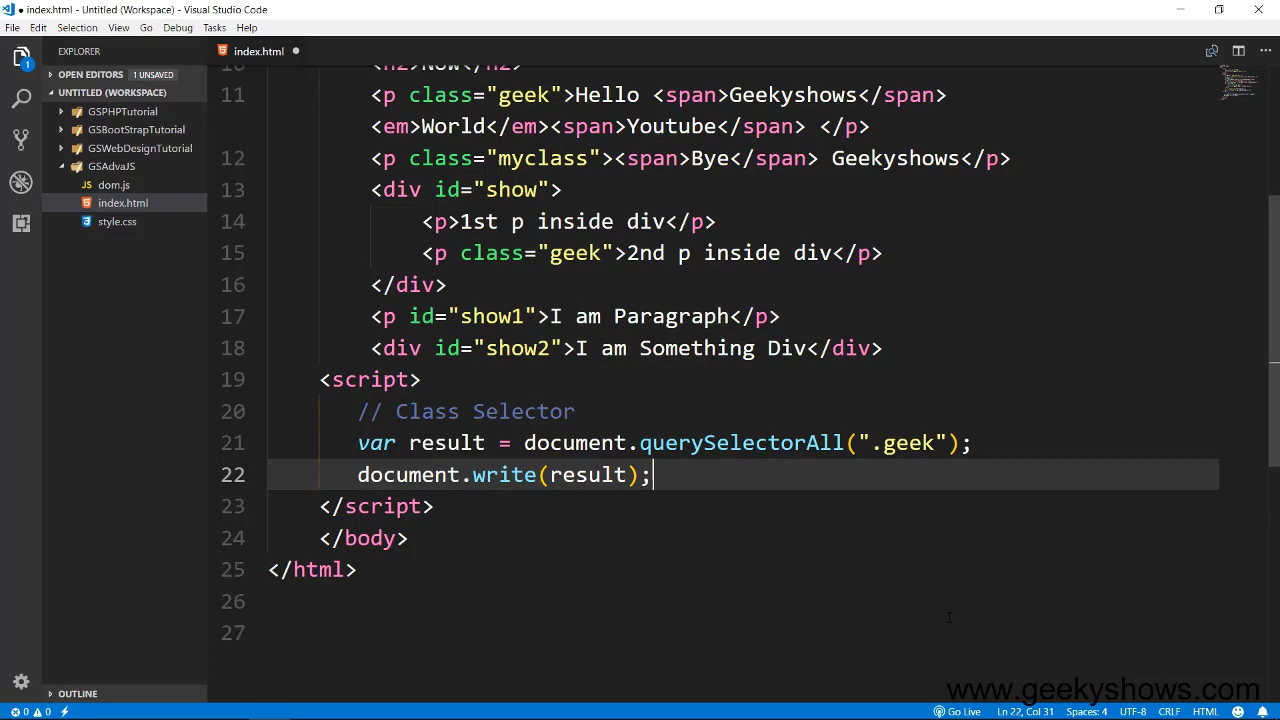 index.html - Untitled (Workspace) - Visual Studio Code
File Edit Selection View Go Debug Tasks Help
EXPLORER
index.html
OPEN EDITORS 1 UNSAVED
UNTITLED (WORKSPACE)
GSPHPTutorial
GSBootStrapTutorial
GSWebDesignTutorial
GSAdvaJS
JS dom.js
index.html
style.css
OUTLINE
1
10 <h2>Now</h2>
11 <p class="geek">Hello <span>Geekyshows</span>
<em>World</em><span>Youtube</span> </p>
12 <p class="myclass"><span>Bye</span> Geekyshows</p>
13 <div id="show">
14 <p>1st p inside div</p>
15 <p class="geek">2nd p inside div</p>
16 </div>
17 <p id="show1">I am Paragraph</p>
18 <div id="show2">I am Something Div</div>
19 <script>
20 // Class Selector
21 var result = document.querySelectorAll(".geek");
22 document.write(result);
23 </script>
24 </body>
25 </html>
26
27
www.geekyshows.com
0 0 Go Live Ln 22, Col 31 Spaces: 4 UTF-8 CRLF HTML